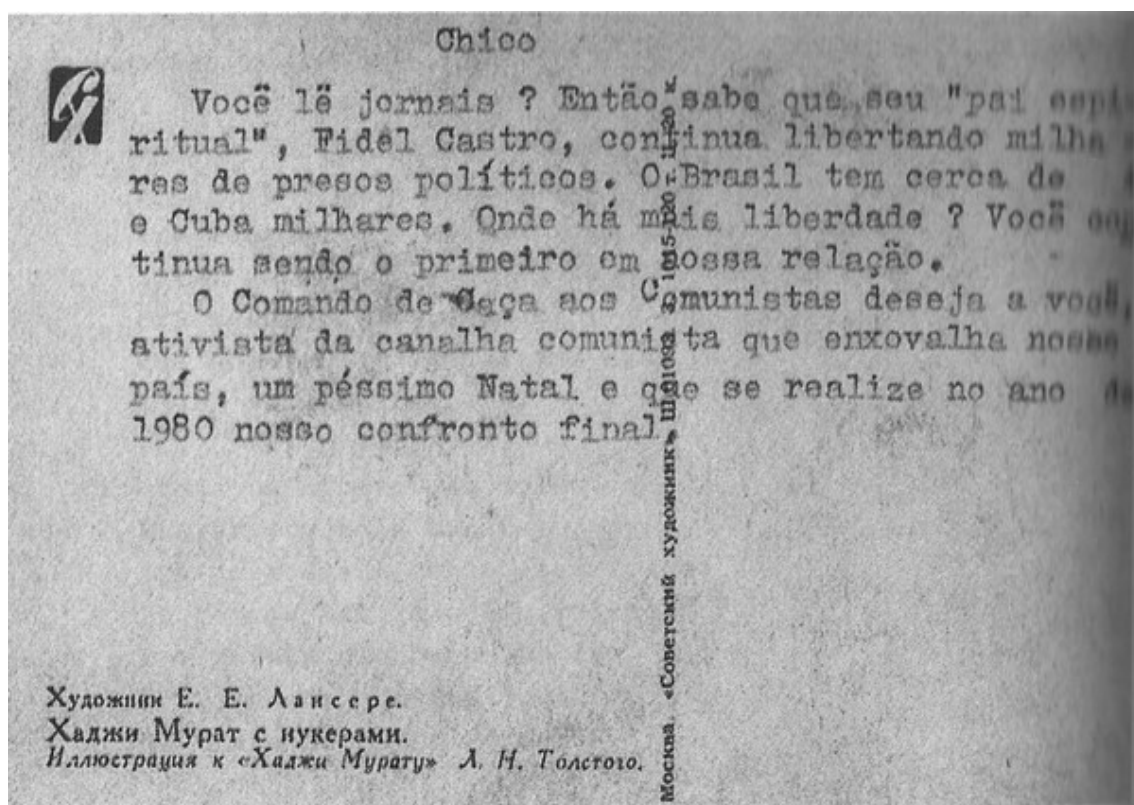 Chico
Você lê jornais ? Então sabe que seu "pai espi
ritual", Fidel Castro, continua libertando milha
res de presos políticos. O Brasil tem cerca de
e Cuba milhares. Onde há mais liberdade ? Você con
tinua sendo o primeiro em nossa relação.
O Comando de Caça aos Comunistas deseja a você,
ativista da canalha comunista que enxovalha nosso
país, um péssimo Natal e que se realize no ano de
1980 nosso confronto final.
Художник Е. Е. Лансере.
Хаджи Мурат с нукерами.
Иллюстрация к «Хаджи Мурату» Л. Н. Толстого.
Москва. «Советский художник».